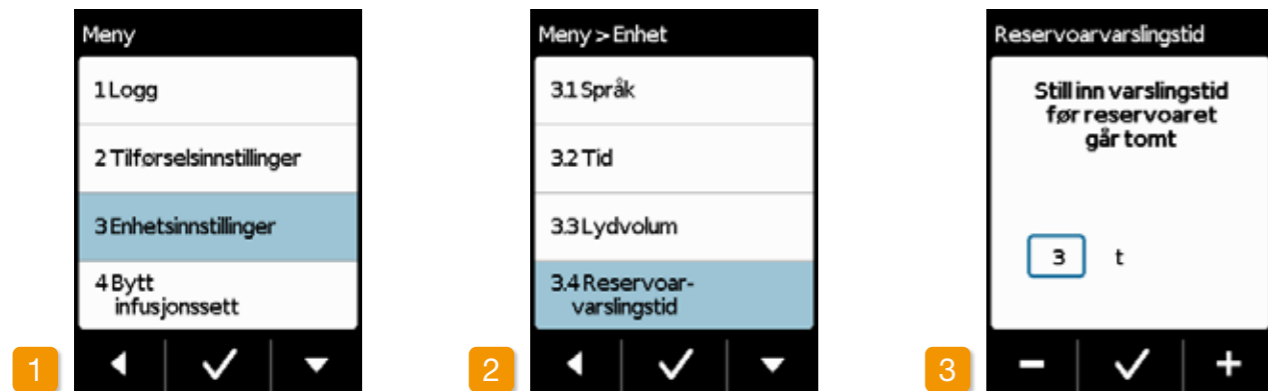 Meny
1 Logg
2 Tilførselsinnstillinger
3 Enhetsinnstillinger
4 Bytt
infusjonssett
1
Meny > Enhet
3.1 Språk
3.2 Tid
3.3 Lydvolum
3.4 Reservoar-
varslingstid
2
Reservoarvarslingstid
Still inn varslingstid
før reservoaret
går tomt
3 t
3